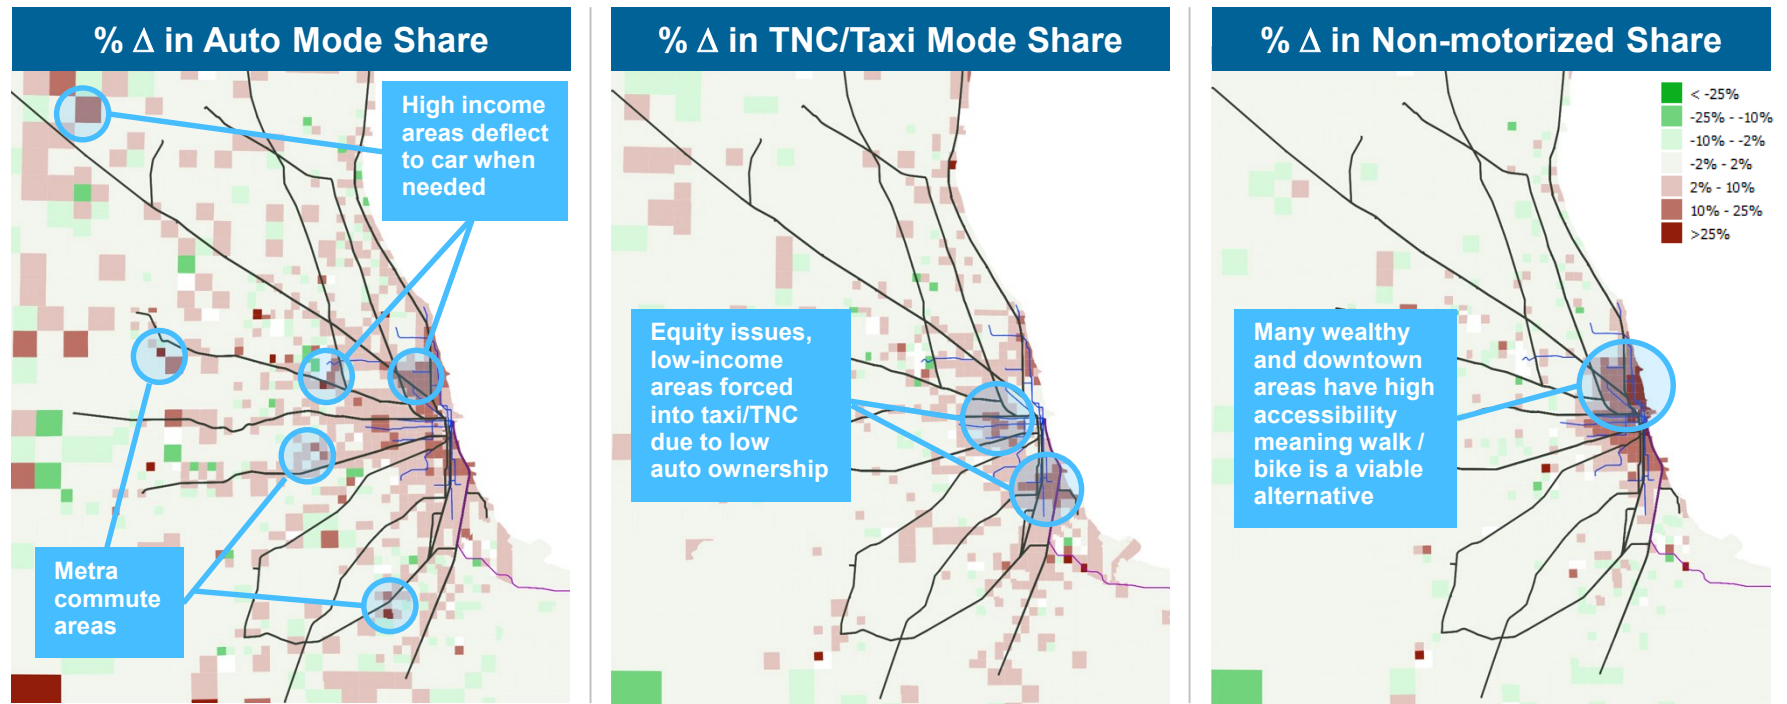 % Δ in Auto Mode Share
High income
areas deflect
to car when
needed
Metra
commute
areas
% Δ in TNC/Taxi Mode Share
Equity issues,
low-income
areas forced
into taxi/TNC
due to low
auto ownership
% Δ in Non-motorized Share
< -25%
-25% - -10%
-10% - -2%
-2% - 2%
2% - 10%
10% - 25%
>25%
Many wealthy
and downtown
areas have high
accessibility
meaning walk /
bike is a viable
alternative